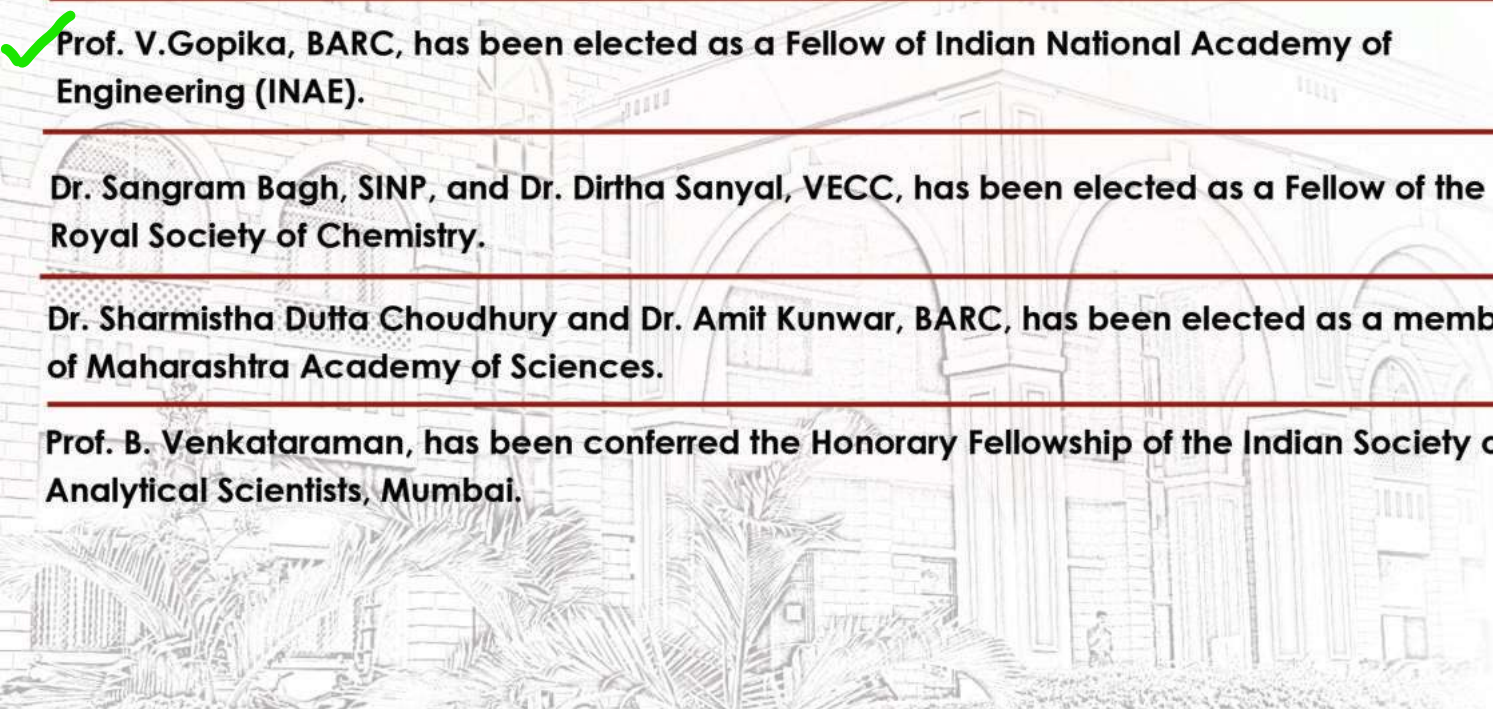 Prof. V.Gopika, BARC, has been elected as a Fellow of Indian National Academy of
Engineering (INAE).
Dr. Sangram Bagh, SINP, and Dr. Dirtha Sanyal, VECC, has been elected as a Fellow of the
Royal Society of Chemistry.
Dr. Sharmistha Dutta Choudhury and Dr. Amit Kunwar, BARC, has been elected as a memb
of Maharashtra Academy of Sciences.
Prof. B. Venkataraman, has been conferred the Honorary Fellowship of the Indian Society
Analytical Scientists, Mumbai.